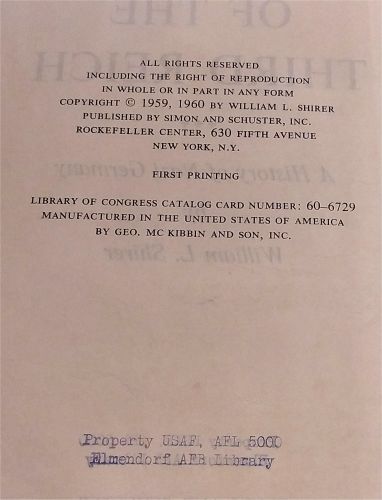 ALL RIGHTS RESERVED
INCLUDING THE RIGHT OF REPRODUCTION
IN WHOLE OR IN PART IN ANY FORM
COPYRIGHT © 1959, 1960 BY WILLIAM L. SHIRER
PUBLISHED BY SIMON AND SCHUSTER, INC.
ROCKEFELLER CENTER, 630 FIFTH AVENUE
NEW YORK, N.Y.
FIRST PRINTING
LIBRARY OF CONGRESS CATALOG CARD NUMBER: 60–6729
MANUFACTURED IN THE UNITED STATES OF AMERICA
BY GEO. MC KIBBIN AND SON, INC.
Property USAF, AFL 5000
Elmendorf AFB Library